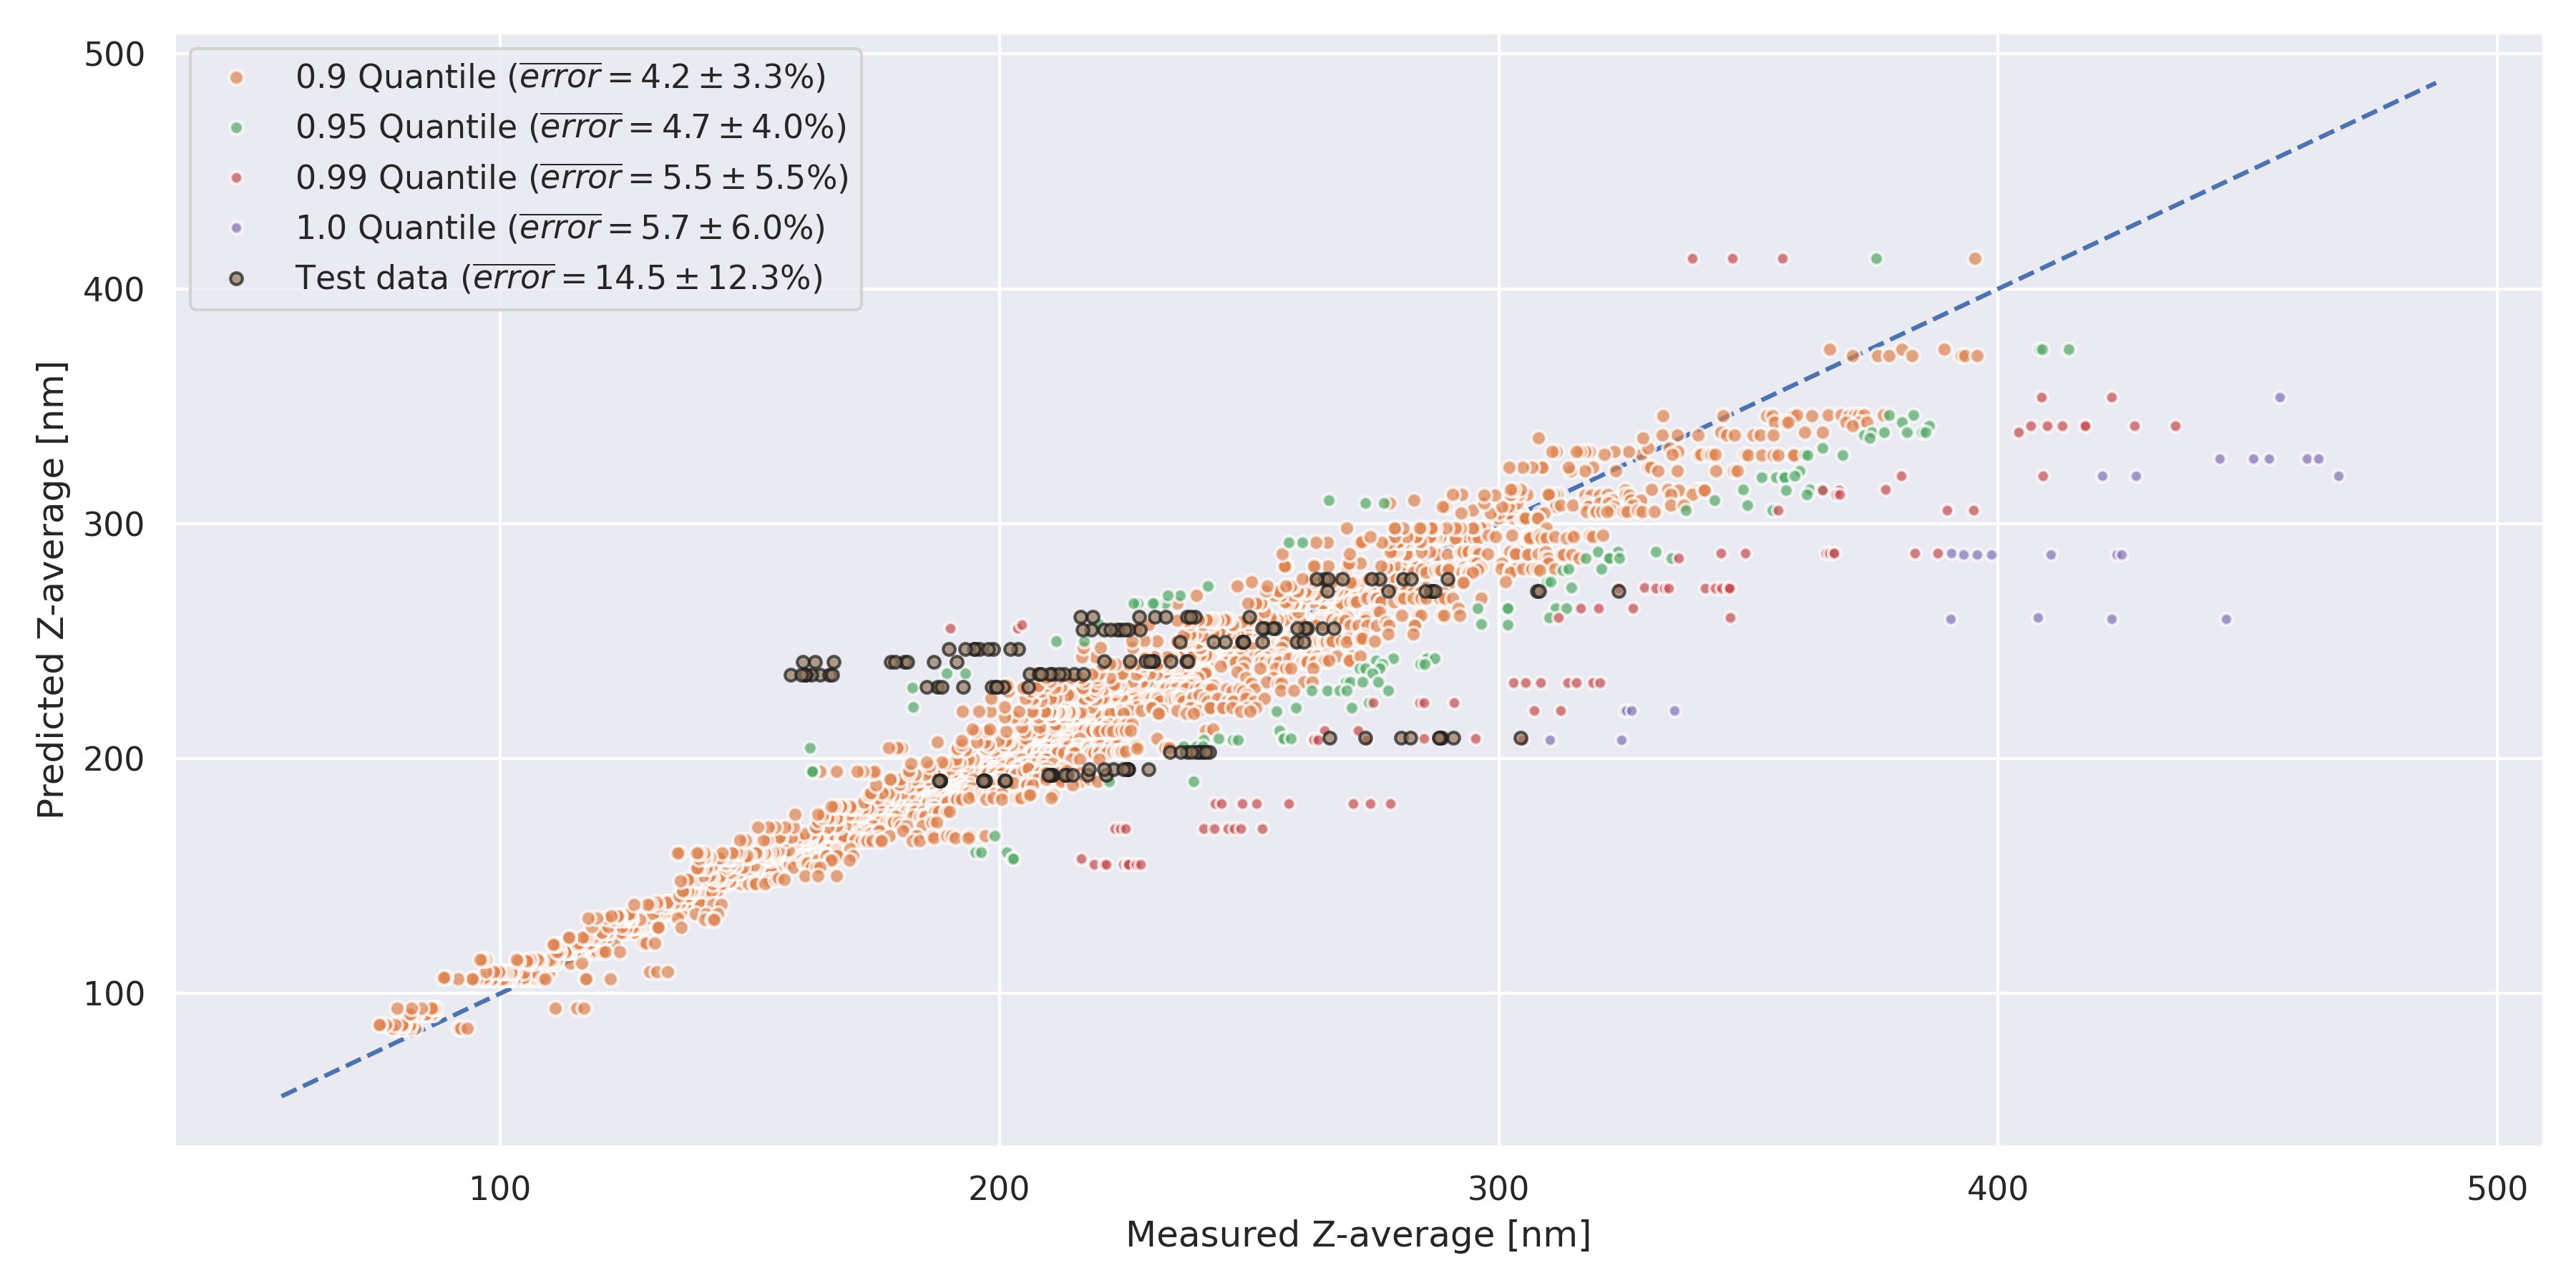 0.9 Quantile (error = 4.2 ± 3.3%)
0.95 Quantile (error = 4.7 ± 4.0%)
0.99 Quantile (error = 5.5 ± 5.5%)
1.0 Quantile (error = 5.7 ± 6.0%)
Test data (error = 14.5 ± 12.3%)
500
400
300
200
100
Predicted Z-average [nm]
100 200 300 400 500
Measured Z-average [nm]